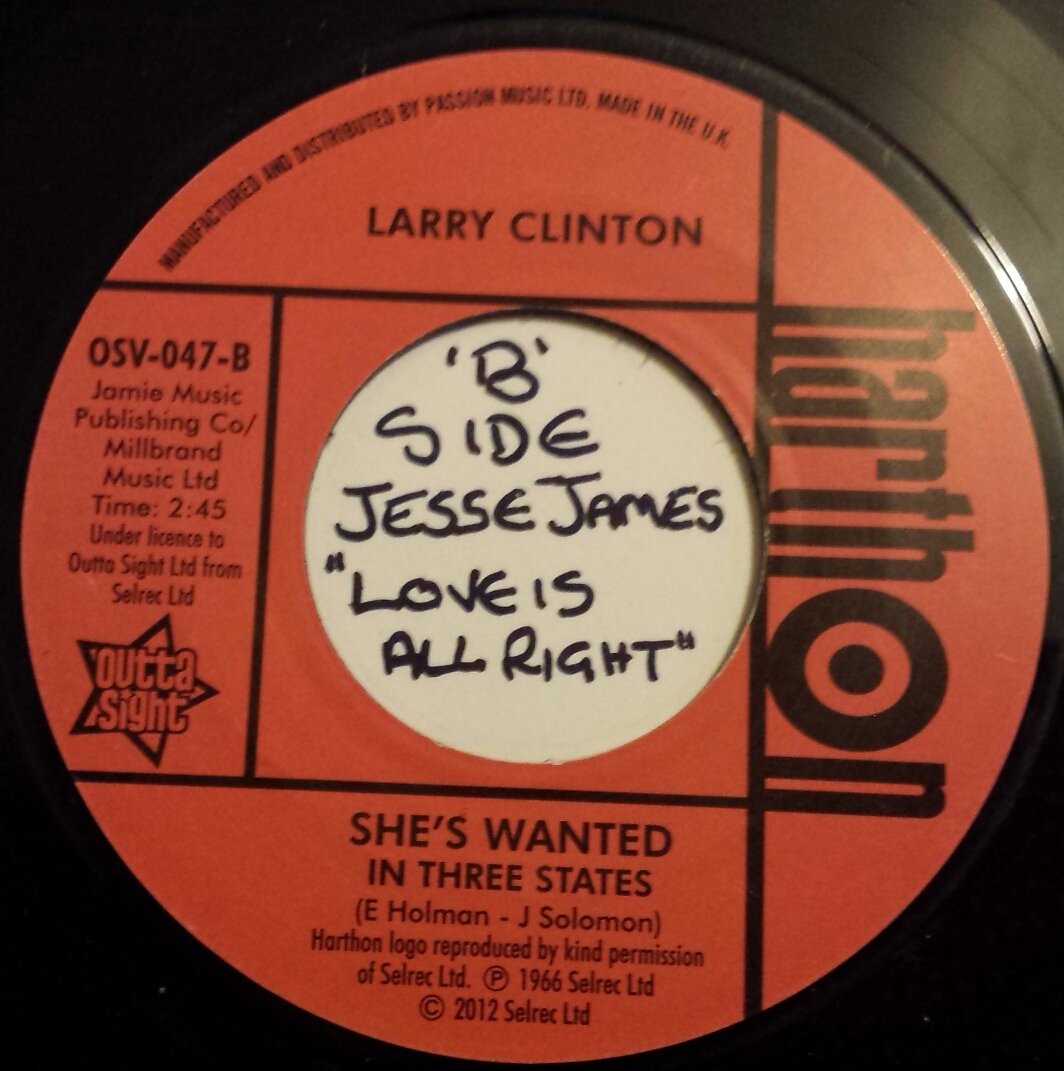 MANUFACTURED AND DISTRIBUTED BY PASSION MUSIC LTD. MADE IN THE U.K.
LARRY CLINTON
OSV-047-B
Jamie Music
Publishing Co/
Millbrand
Music Ltd
Time: 2:45
Under licence to
Outta Sight Ltd from
Selrec Ltd
outta
sight
'B'
SIDE
JESSE JAMES
"LOVE IS
ALL RIGHT"
harthon
SHE'S WANTED
IN THREE STATES
(E Holman - J Solomon)
Harthon logo reproduced by kind permission
of Selrec Ltd. Ⓟ 1966 Selrec Ltd
© 2012 Selrec Ltd